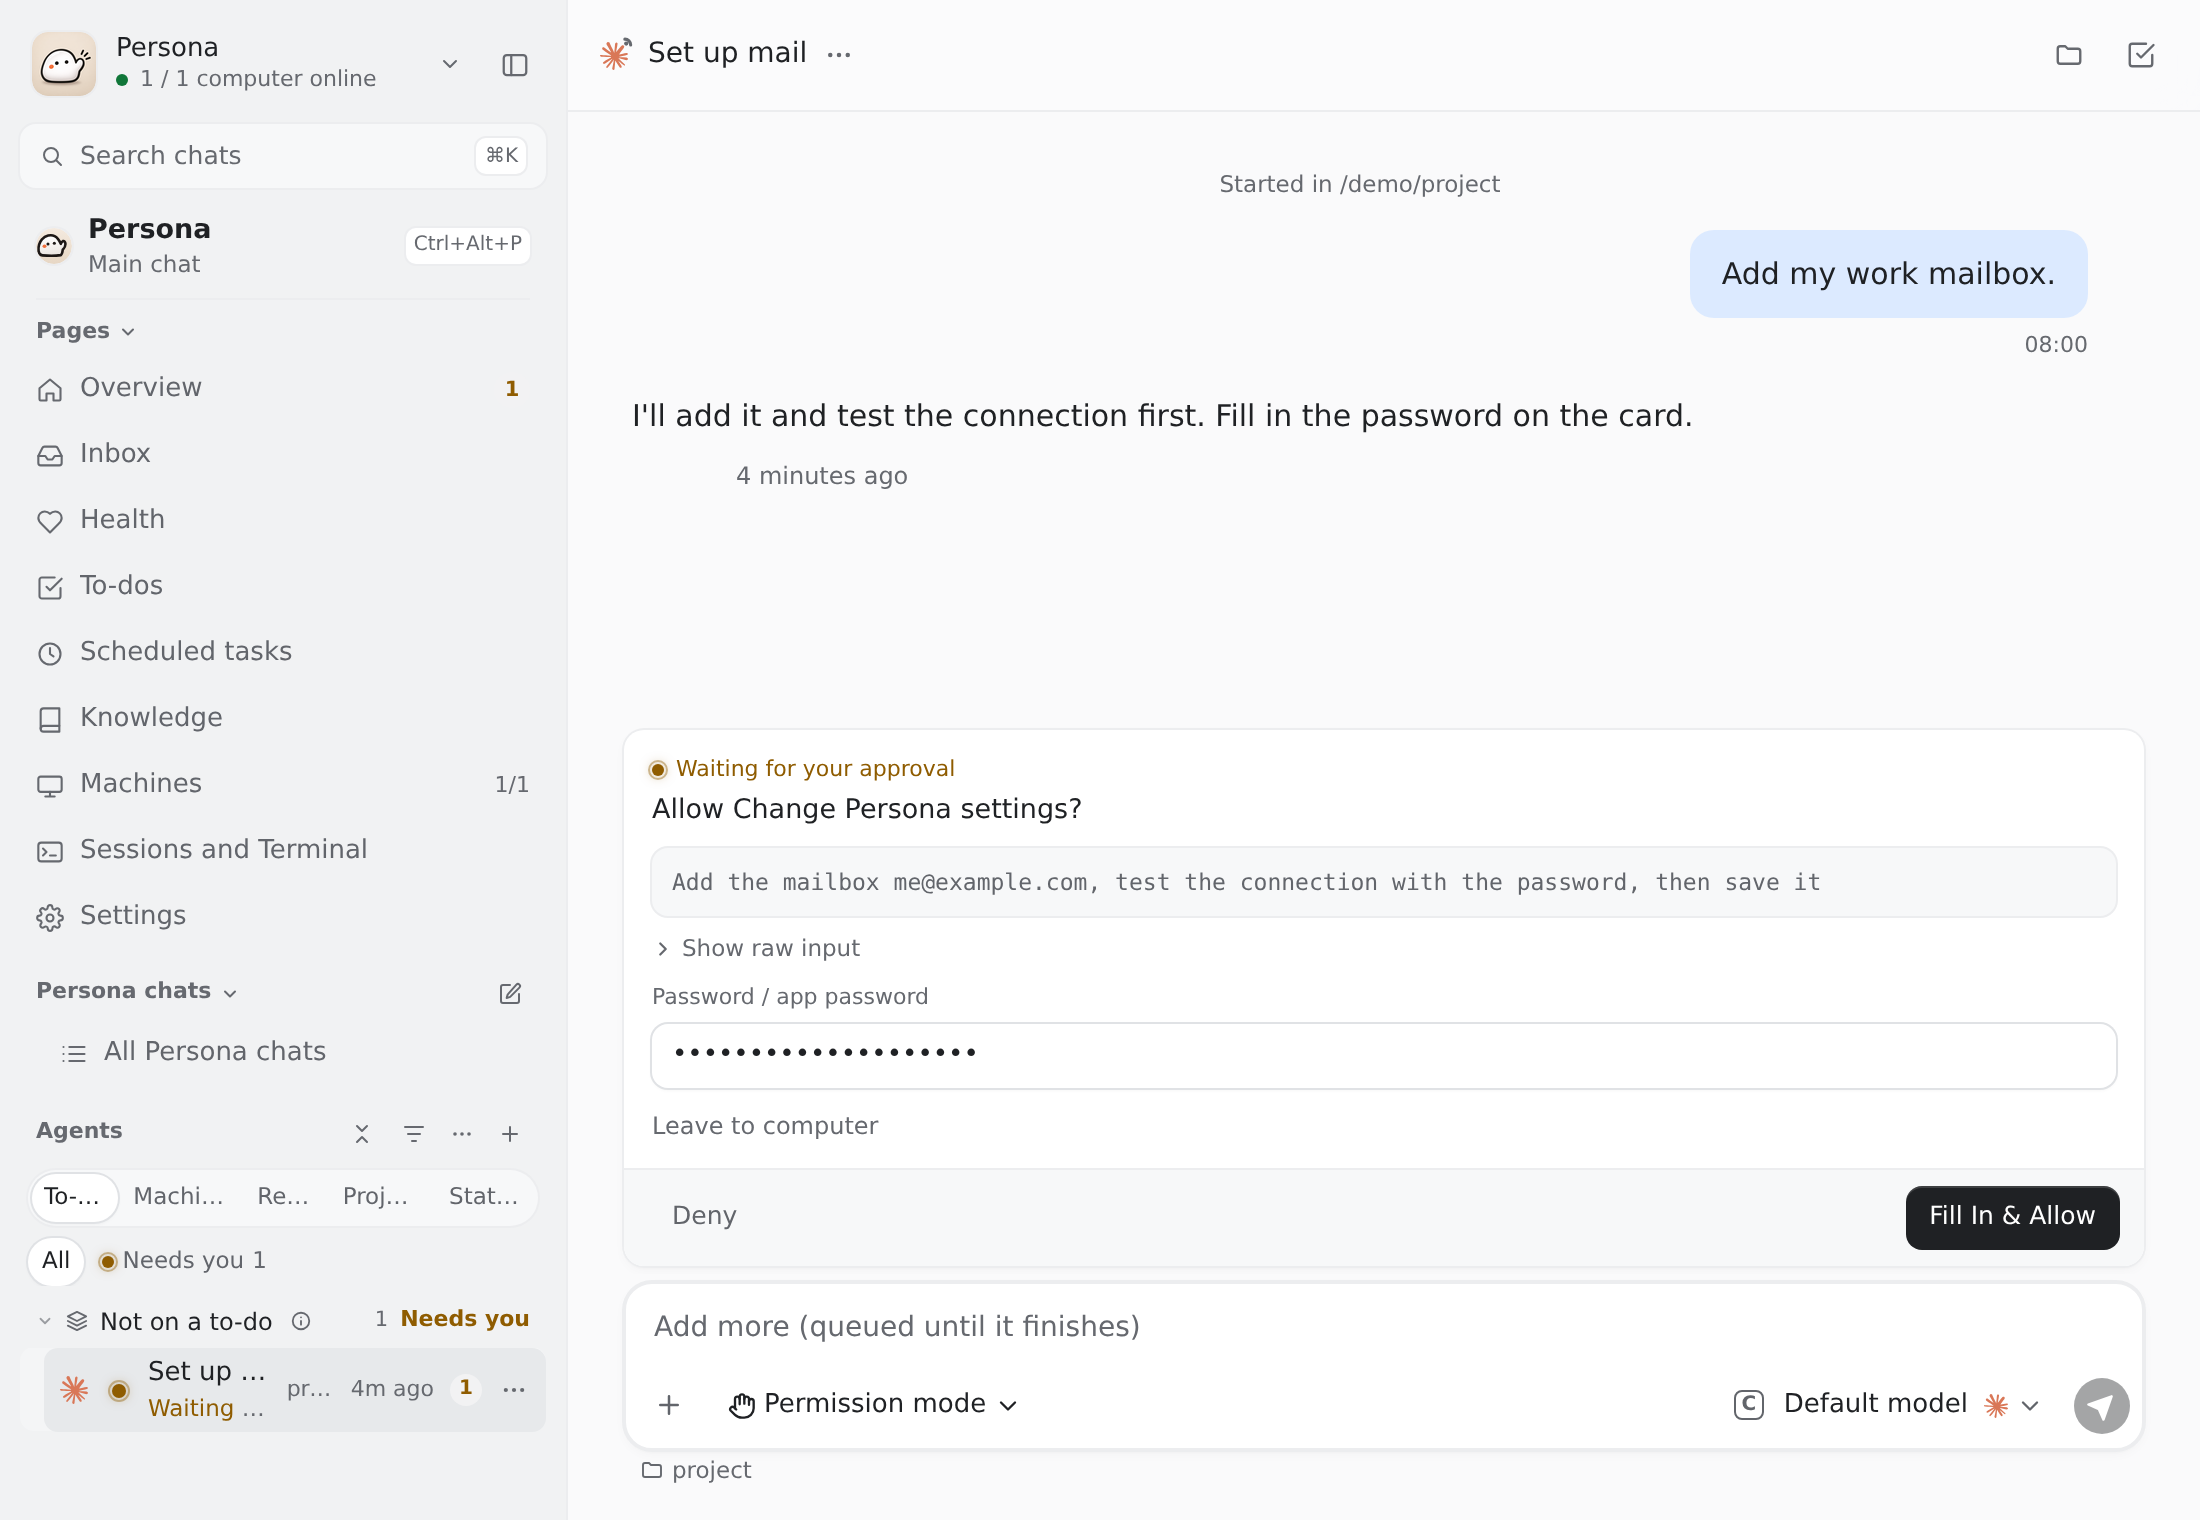 Persona
1 / 1 computer online
Search chats
⌘K
Persona
Main chat
Ctrl+Alt+P
Pages
Overview
1
Inbox
Health
To-dos
Scheduled tasks
Knowledge
Machines
1/1
Sessions and Terminal
Settings
Persona chats
All Persona chats
Agents
To-...
Machi...
Re...
Proj...
Stat...
All
Needs you 1
Not on a to-do
1 Needs you
Set up ...
Waiting ...
pr...
4m ago
1
Set up mail
Started in /demo/project
Add my work mailbox.
08:00
I'll add it and test the connection first. Fill in the password on the card.
4 minutes ago
Waiting for your approval
Allow Change Persona settings?
Add the mailbox me@example.com, test the connection with the password, then save it
Show raw input
Password / app password
••••••••••••••••••••
Leave to computer
Deny
Fill In & Allow
Add more (queued until it finishes)
Permission mode
C
Default model
project